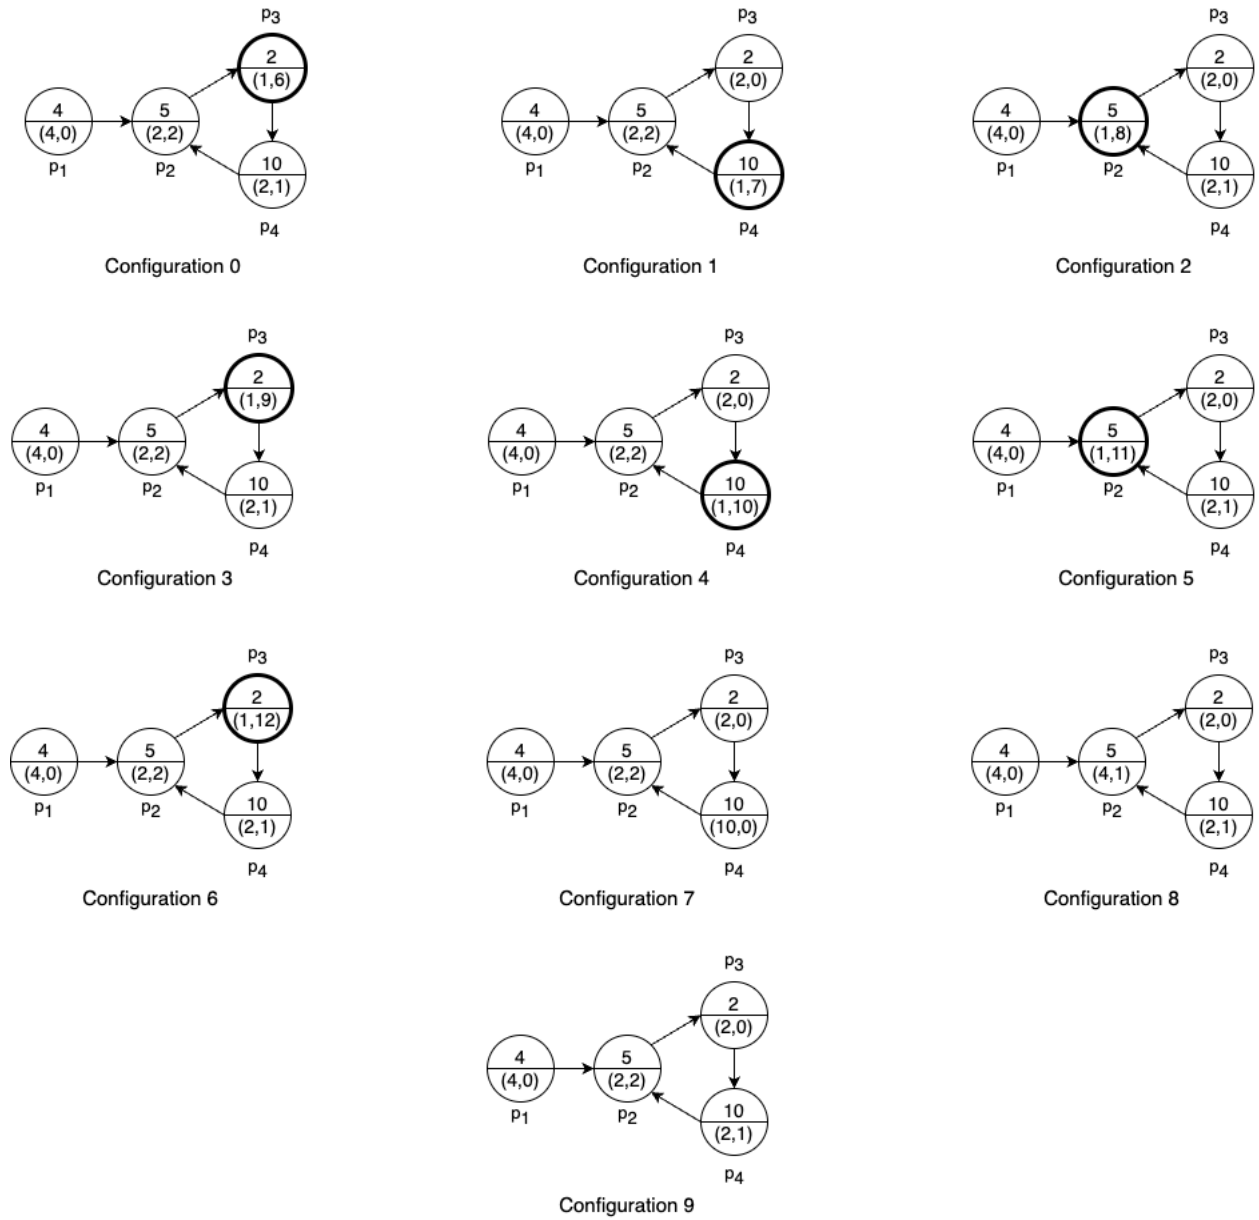 p3
2
(1,6)
4
(4,0)
p1
5
(2,2)
p2
10
(2,1)
p4
Configuration 0
p3
2
(2,0)
4
(4,0)
p1
5
(2,2)
p2
10
(1,7)
p4
Configuration 1
p3
2
(2,0)
4
(4,0)
p1
5
(1,8)
p2
10
(2,1)
p4
Configuration 2
p3
2
(1,9)
4
(4,0)
p1
5
(2,2)
p2
10
(2,1)
p4
Configuration 3
p3
2
(2,0)
4
(4,0)
p1
5
(2,2)
p2
10
(1,10)
p4
Configuration 4
p3
2
(2,0)
4
(4,0)
p1
5
(1,11)
p2
10
(2,1)
p4
Configuration 5
p3
2
(1,12)
4
(4,0)
p1
5
(2,2)
p2
10
(2,1)
p4
Configuration 6
p3
2
(2,0)
4
(4,0)
p1
5
(2,2)
p2
10
(10,0)
p4
Configuration 7
p3
2
(2,0)
4
(4,0)
p1
5
(4,1)
p2
10
(2,1)
p4
Configuration 8
p3
2
(2,0)
4
(4,0)
p1
5
(2,2)
p2
10
(2,1)
p4
Configuration 9